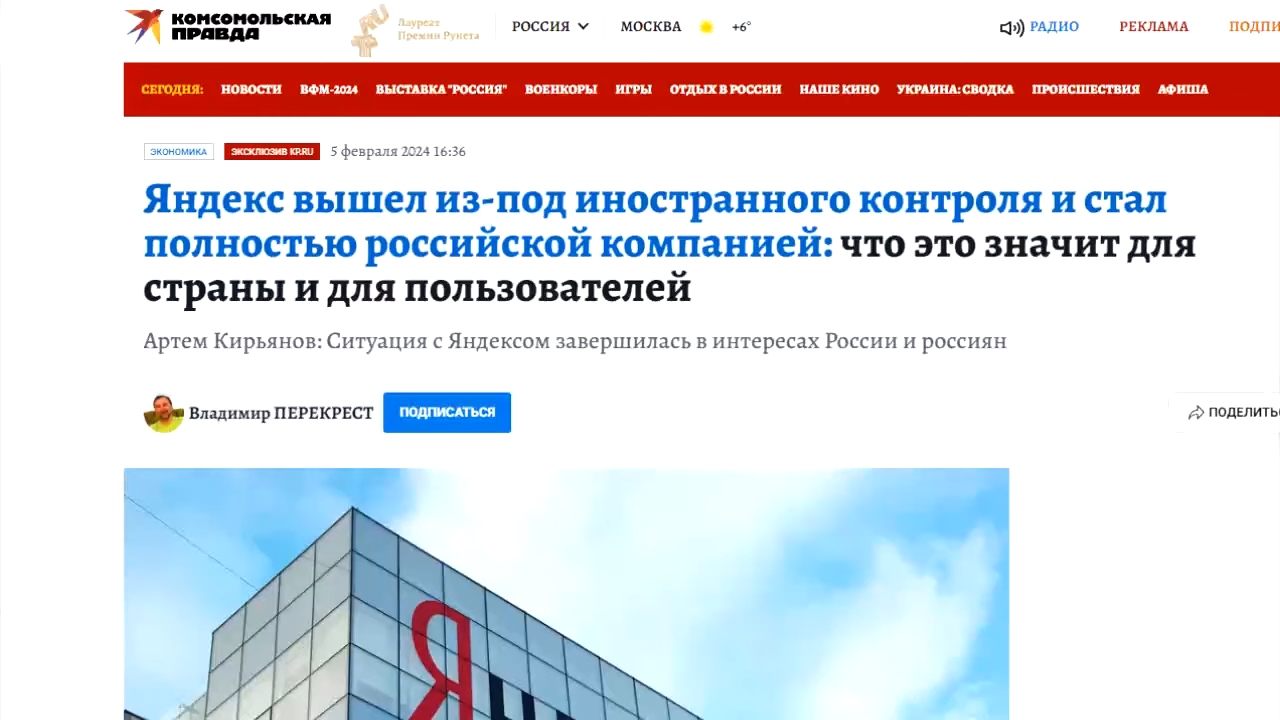 КОМСОМОЛЬСКАЯ
ПРАВДА
Лауреат
Премии Рунета
РОССИЯ
МОСКВА
+6°
РАДИО
РЕКЛАМА
ПОДПИ
СЕГОДНЯ:
НОВОСТИ
ВФМ-2024
ВЫСТАВКА "РОССИЯ"
ВОЕНКОРЫ
ИГРЫ
ОТДЫХ В РОССИИ
НАШЕ КИНО
УКРАИНА: СВОДКА
ПРОИСШЕСТВИЯ
АФИША
ЭКОНОМИКА
ЭКСКЛЮЗИВ KP.RU
5 февраля 2024 16:36
Яндекс вышел из-под иностранного контроля и стал
полностью российской компанией: что это значит для
страны и для пользователей
Артем Кирьянов: Ситуация с Яндексом завершилась в интересах России и россиян
Владимир ПЕРЕКРЕСТ
ПОДПИСАТЬСЯ
ПОДЕЛИТЬ
Я